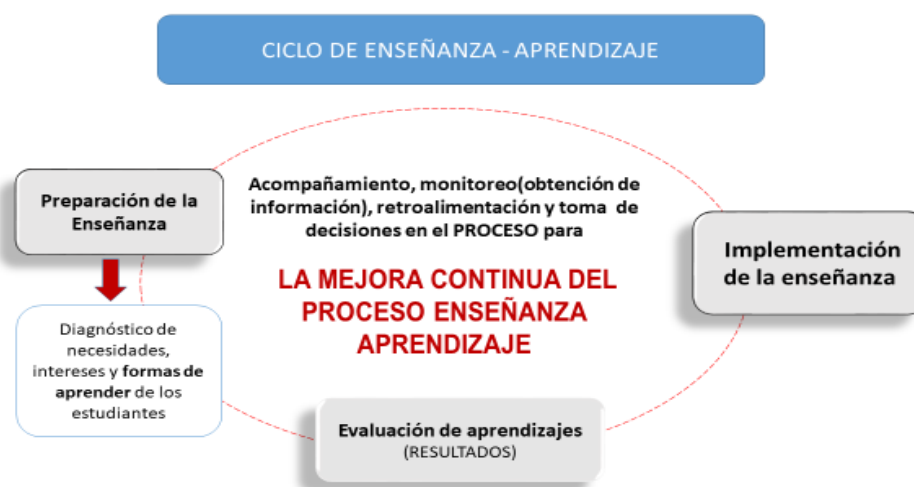 CICLO DE ENSEÑANZA - APRENDIZAJE
Preparación de la
Enseñanza
Diagnóstico de
necesidades,
intereses y formas de
aprender de los
estudiantes
Acompañamiento, monitoreo(obtención de
información), retroalimentación y toma de
decisiones en el PROCESO para
LA MEJORA CONTINUA DEL
PROCESO ENSEÑANZA
APRENDIZAJE
Implementación
de la enseñanza
Evaluación de aprendizajes
(RESULTADOS)